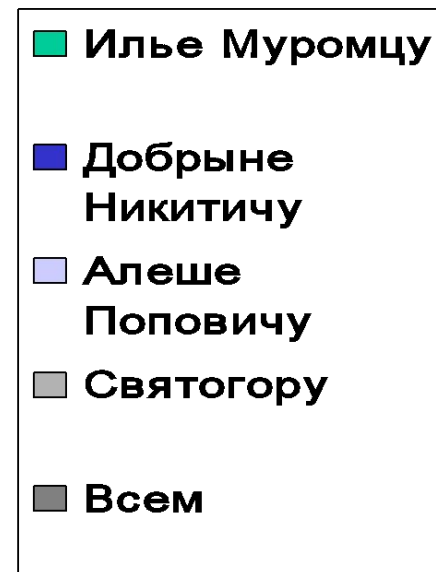 Илье Муромцу
Добрыне
Никитичу
Алеше
Поповичу
Святогору
Всем